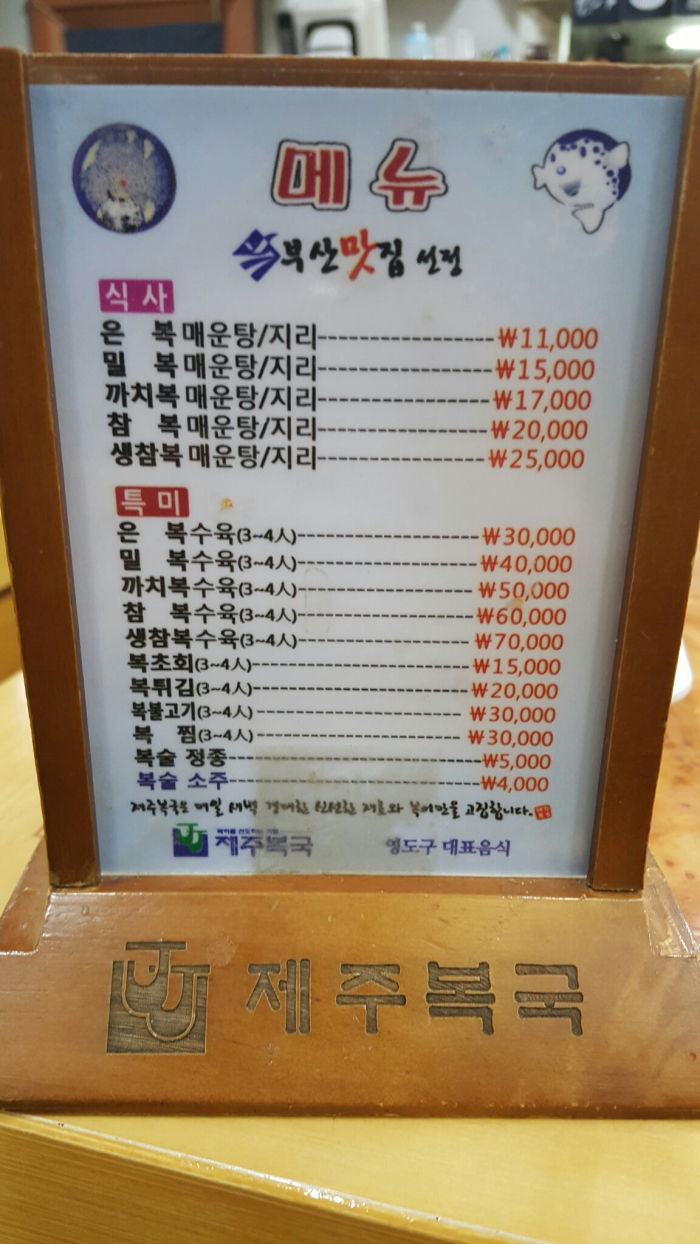 메뉴
부산맛집 선정
식사
은 복매운탕/지리-----------------₩11,000
밀 복매운탕/지리-----------------₩15,000
까치복매운탕/지리-----------------₩17,000
참 복매운탕/지리-----------------₩20,000
생참복매운탕/지리-----------------₩25,000
특미
은 복수육(3~4人)------------------₩30,000
밀 복수육(3~4人)------------------₩40,000
까치복수육(3~4人)------------------₩50,000
참 복수육(3~4人)------------------₩60,000
생참복수육(3~4人)------------------₩70,000
복초회(3~4人)----------------------₩15,000
복튀김(3~4人)----------------------₩20,000
복불고기(3~4人)--------------------₩30,000
복 찜(3~4人)----------------------₩30,000
복술 정종--------------------------₩5,000
복술 소주--------------------------₩4,000
제주복국은 매일 새벽 경매한 싱싱한 재료와 복어만을 고집합니다.
제주복국 영도구 대표음식
제주복국